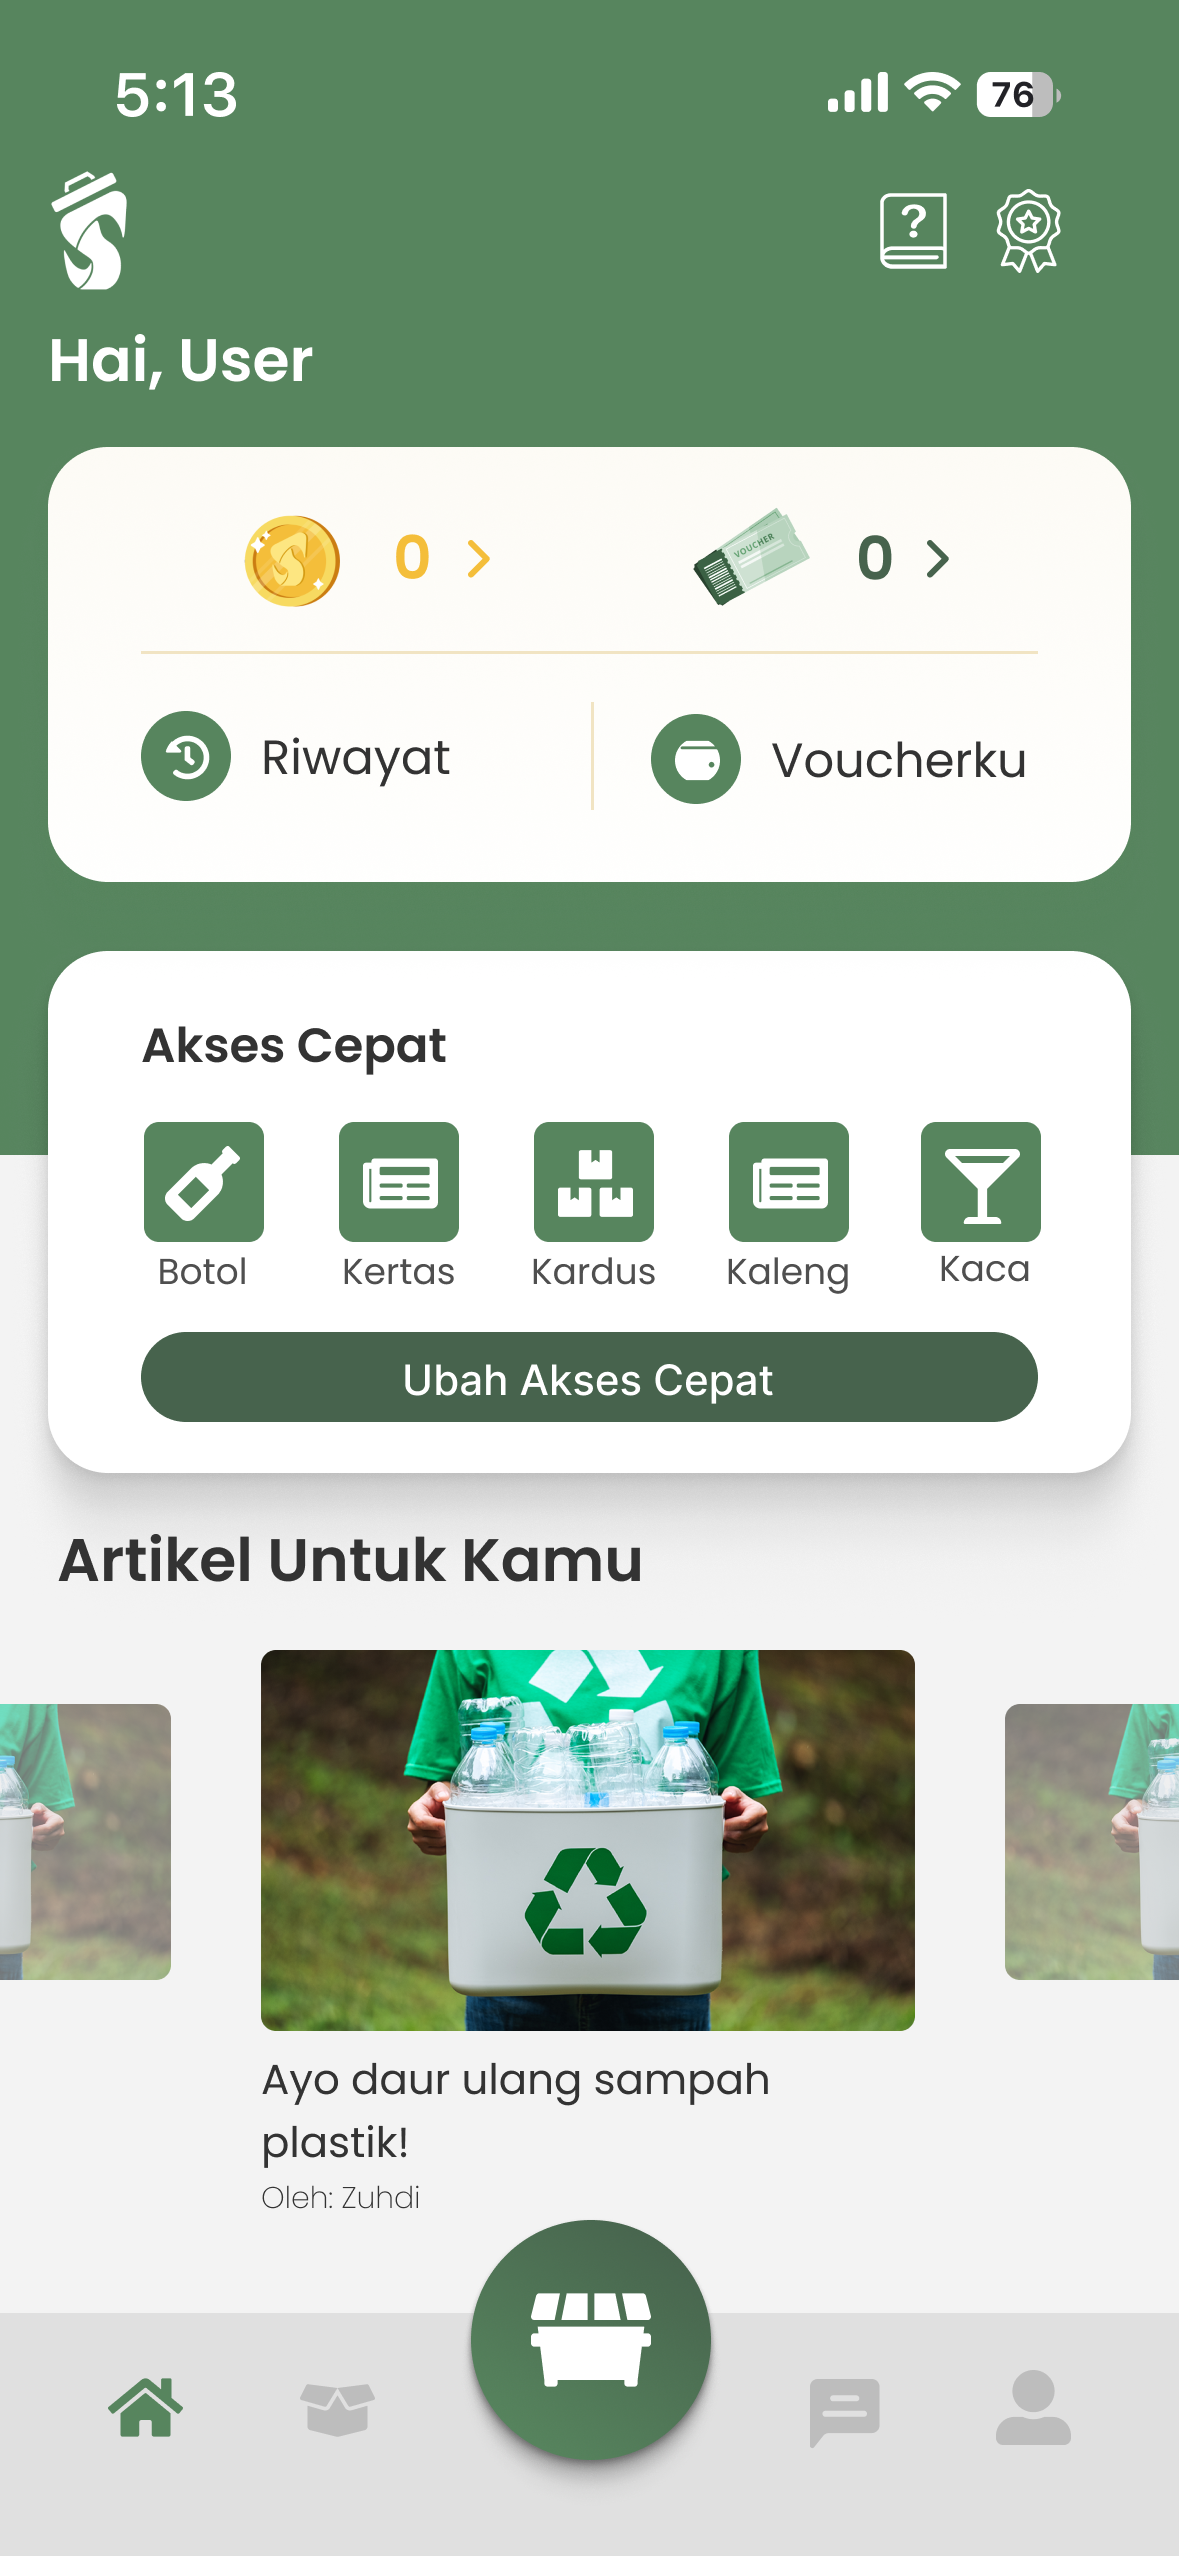 5:13
76
?
Hai, User
0
VOUCHER
0
Riwayat
Voucherku
Akses Cepat
Botol
Kertas
Kardus
Kaleng
Kaca
Ubah Akses Cepat
Artikel Untuk Kamu
Ayo daur ulang sampah
plastik!
Oleh: Zuhdi